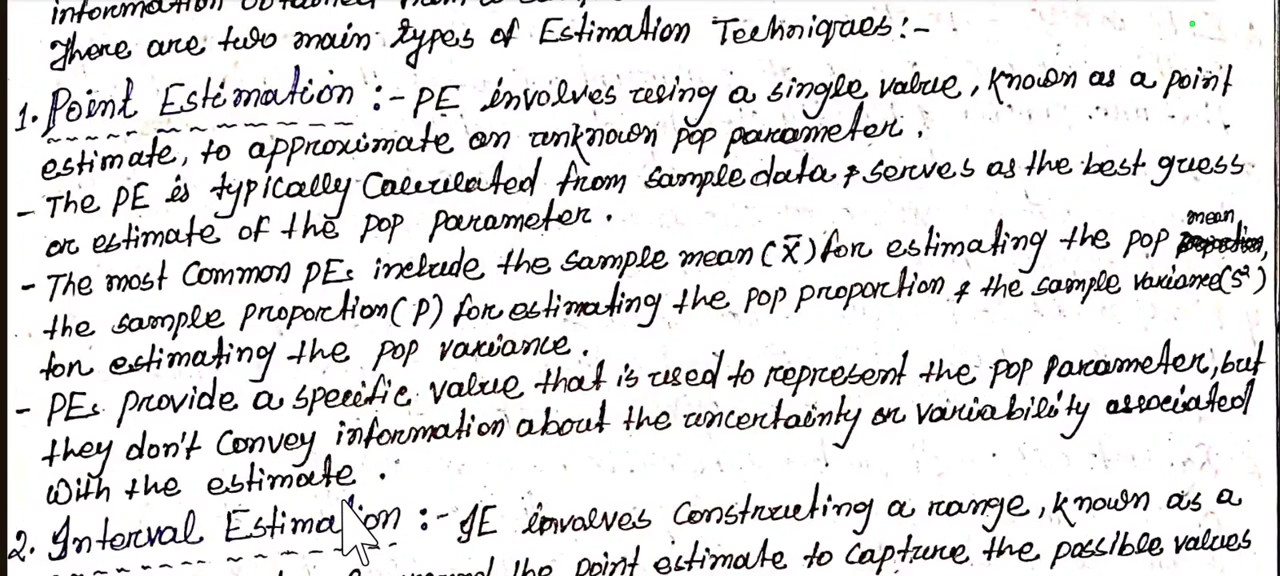 information obtained from a
There are two main types of Estimation Techniques:-
1. Point Estimation :- PE involves using a single value, known as a point
estimate, to approximate an unknown pop parameter.
- The PE is typically Calculated from sample data & serves as the best guess
or estimate of the pop parameter.
- The most Common PEs include the sample mean (x̄) for estimating the pop mean,
the sample proportion (p) for estimating the pop proportion & the sample variance (s²)
for estimating the pop variance.
- PEs provide a specific value that is used to represent the pop parameter, but
they don't Convey information about the uncertainty or variability associated
with the estimate.
2. Interval Estimation :- IE involves Constructing a range, known as a
the point estimate to capture the possible values